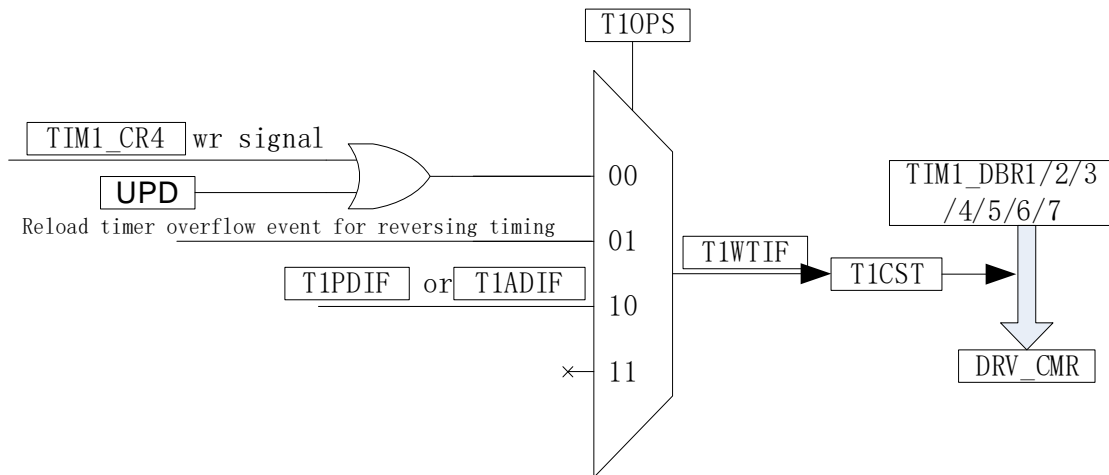 T1OPS
TIM1_CR4 wr signal
UPD
00
TIM1_DBR1/2/3
/4/5/6/7
Reload timer overflow event for reversing timing
01
T1WTIF
T1CST
T1PDIF or T1ADIF
10
11
DRV_CMR